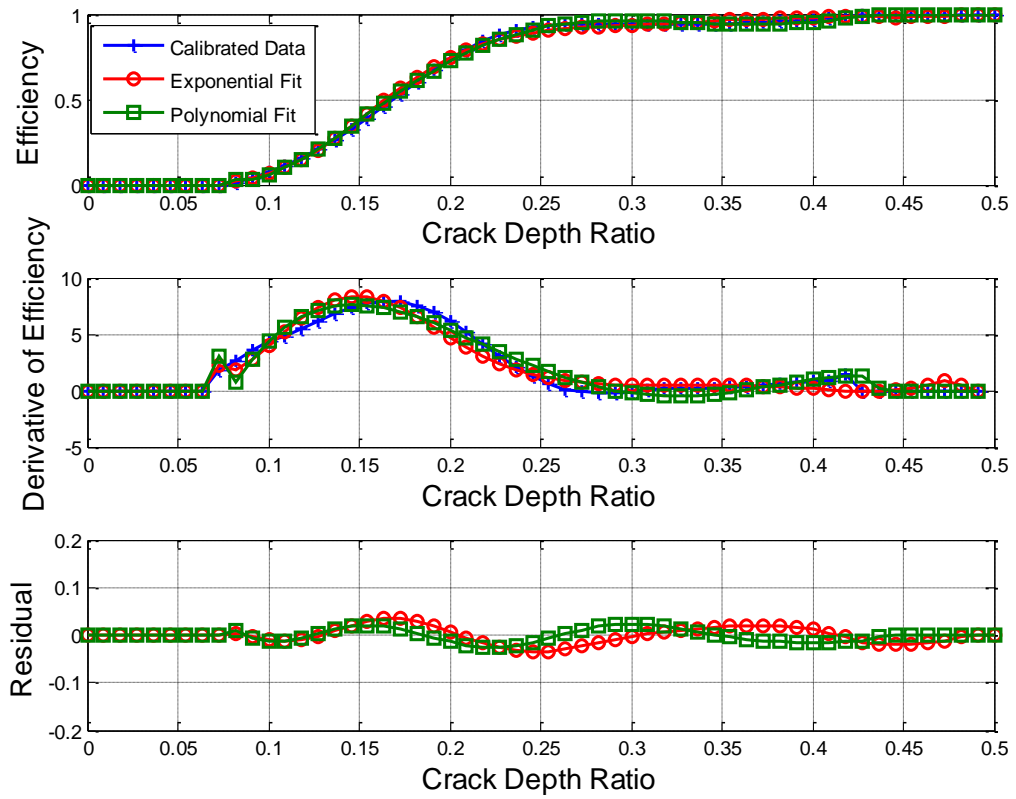 Efficiency
1
0.5
0
Calibrated Data
Exponential Fit
Polynomial Fit
0 0.05 0.1 0.15 0.2 0.25 0.3 0.35 0.4 0.45 0.5
Crack Depth Ratio
Derivative of Efficiency
10
5
0
-5
0 0.05 0.1 0.15 0.2 0.25 0.3 0.35 0.4 0.45 0.5
Crack Depth Ratio
Residual
0.2
0.1
0
-0.1
-0.2
0 0.05 0.1 0.15 0.2 0.25 0.3 0.35 0.4 0.45 0.5
Crack Depth Ratio